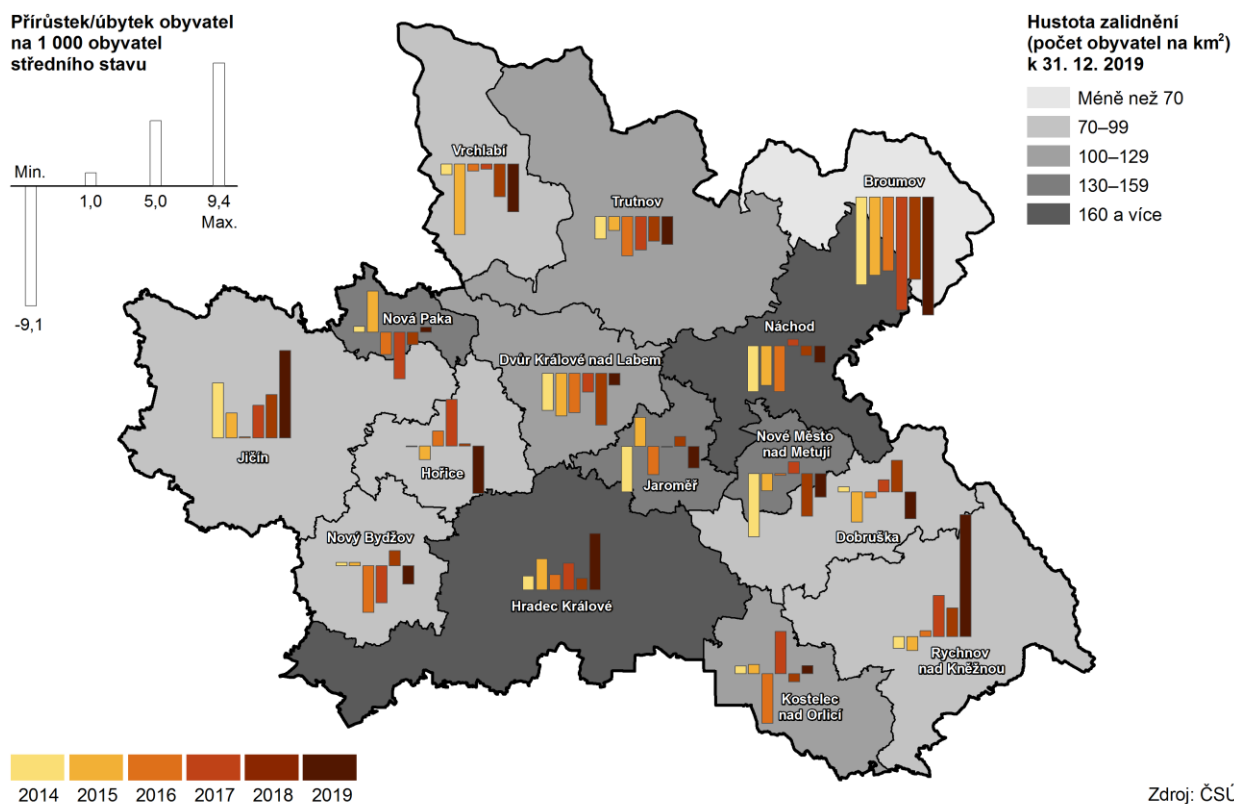 Přírůstek/úbytek obyvatel
na 1 000 obyvatel
středního stavu
Min.
1,0
5,0
9,4
Max.
-9,1
Hustota zalidnění
(počet obyvatel na km²)
k 31. 12. 2019
Méně než 70
70–99
100–129
130–159
160 a více
Vrchlabí
Trutnov
Broumov
Nová Paka
Náchod
Dvůr Králové nad Labem
Jičín
Hořice
Jaroměř
Nové Město
nad Metují
Dobruška
Nový Bydžov
Hradec Králové
Rychnov
nad Kněžnou
Kostelec
nad Orlicí
2014
2015
2016
2017
2018
2019
Zdroj: ČSÚ